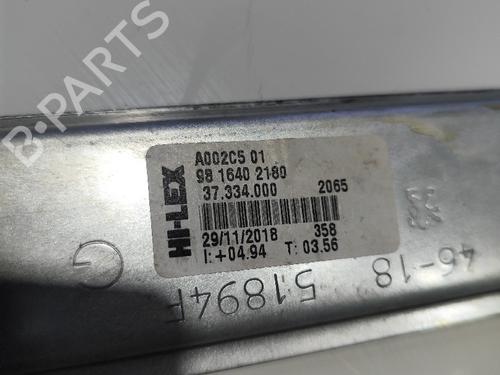 B-PARTS
HI-LEX
A002C5 01
98 1640 2180
37.334.000 2065
29/11/2018 358
I:+04.94 T: 03.56
46-18
51894F
G